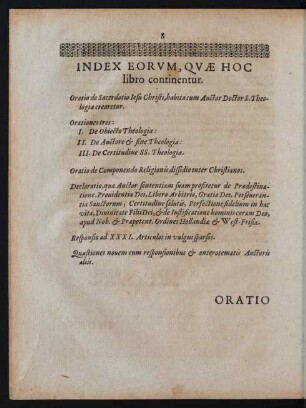 8
INDEX EORVM, QVÆ HOC
libro continentur.
Oratio de Sacerdotio Iesu Christi, habita cum Auctor Doctor S. Theo-
logiæ crearetur.
Orationes tres:
I. De Obiecto Theologiæ:
II. De Auctore & fine Theologiæ:
III. De Certitudine SS. Theologiæ.
Oratio de Componendo Religionis dissidio inter Christianos.
Declaratio, qua Auctor sententiam suam profitetur de Prædestina-
tione, Providentia Dei, Libero Arbitrio, Gratia Dei, Perseveran-
tia Sanctorum, Certitudine salutis, Perfectione fidelium in hac
vita, Divinitate Filii Dei, & de Iustificatione hominis coram Deo,
apud Nob. & Præpotent. Ordines Hollandiæ & West-Frisiæ.
Responsio ad XXXI. Articulos in vulgus sparsos.
Quæstiones novem cum responsionibus & anterotematis Auctoris
aliis.
ORATIO